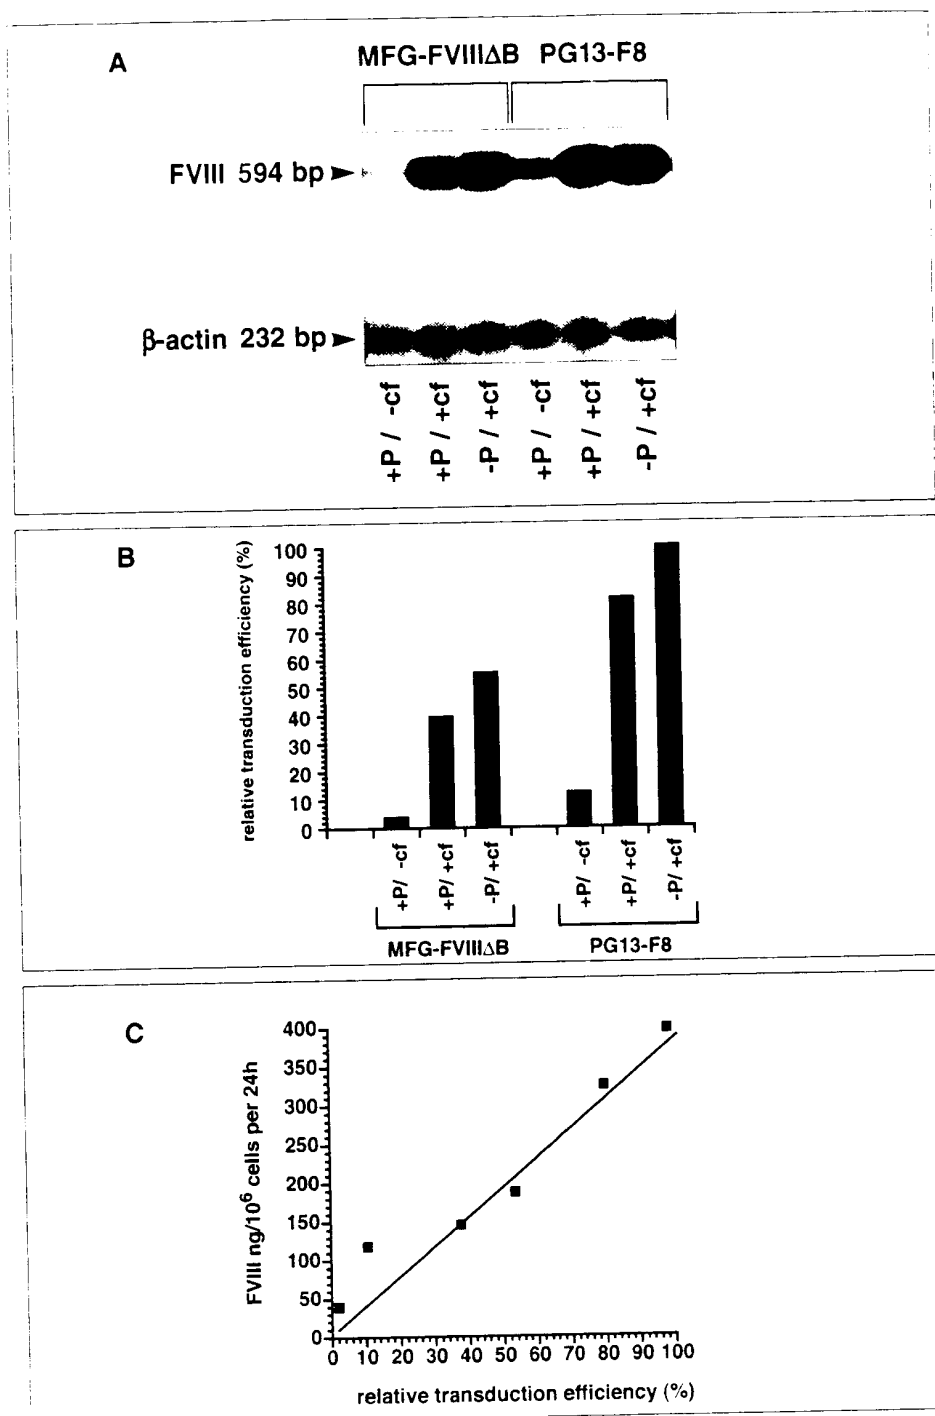 A
MFG-FVIIIΔB PG13-F8
FVIII 594 bp
β-actin 232 bp
+P / -cf
+P / +cf
-P / +cf
+P / -cf
+P / +cf
-P / +cf
B
relative transduction efficiency (%)
100
90
80
70
60
50
40
30
20
10
0
+P/ -cf
+P/ +cf
-P/ +cf
+P/ -cf
+P/ +cf
-P/ +cf
MFG-FVIIIΔB
PG13-F8
C
FVIII ng/10⁶ cells per 24h
400
350
300
250
200
150
100
50
0
0 10 20 30 40 50 60 70 80 90 100
relative transduction efficiency (%)